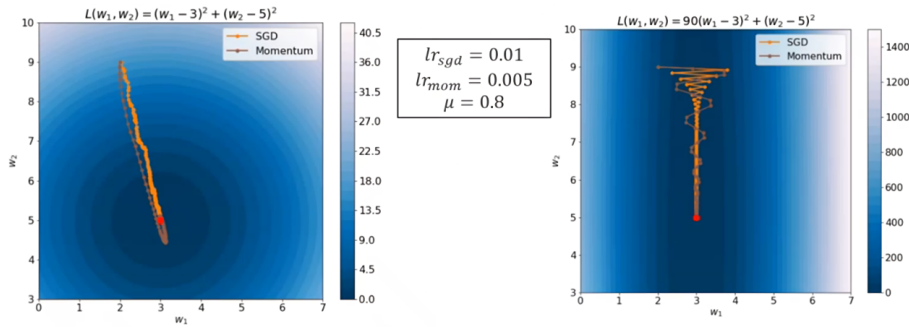 L(w₁, w₂) = (w₁ − 3)² + (w₂ − 5)²
10
9
8
7
6
5
4
3
w₂
0 1 2 3 4 5 6 7
w₁
SGD
Momentum
40.5
36.0
31.5
27.0
22.5
18.0
13.5
9.0
4.5
0.0
lr_sgd = 0.01
lr_mom = 0.005
μ = 0.8
L(w₁, w₂) = 90(w₁ − 3)² + (w₂ − 5)²
10
9
8
7
6
5
4
3
w₂
0 1 2 3 4 5 6 7
w₁
SGD
Momentum
1400
1200
1000
800
600
400
200
0